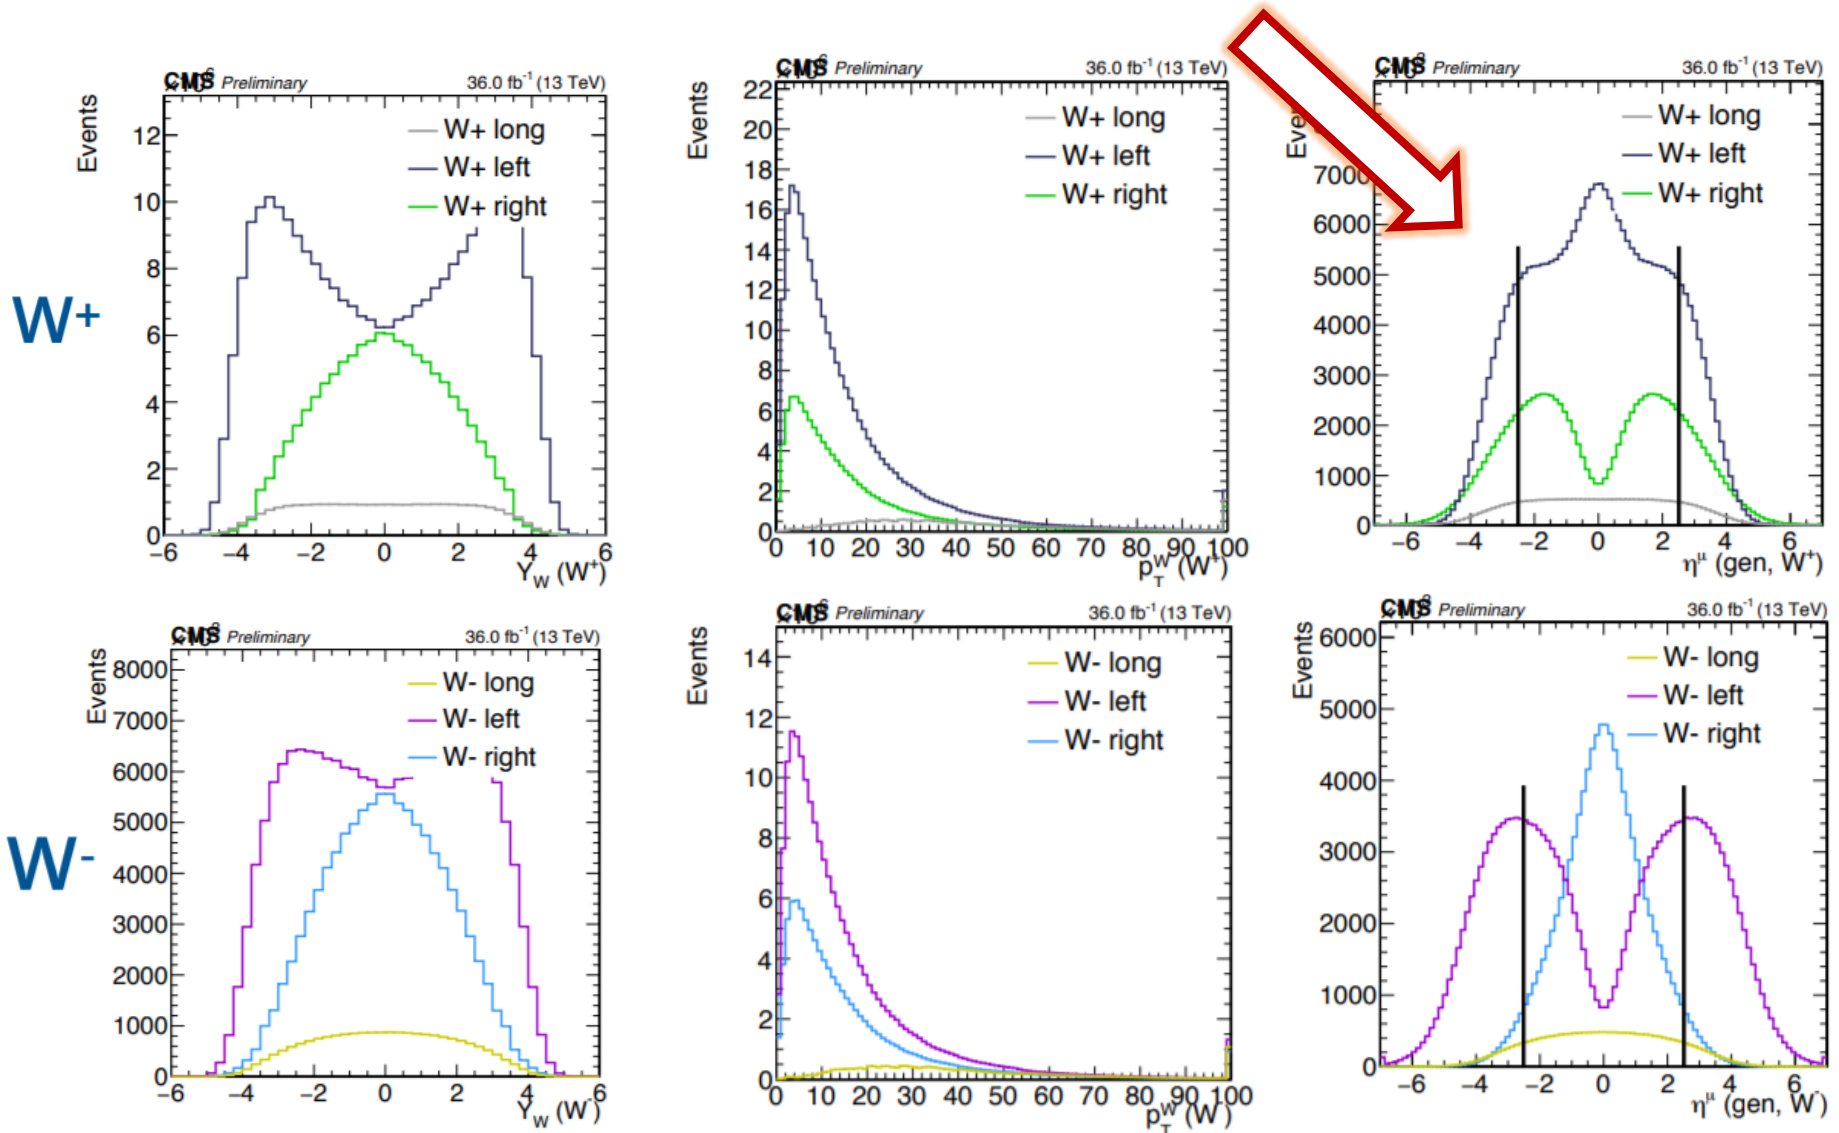 CMS Preliminary 36.0 fb⁻¹ (13 TeV)
Events
12
10
8
6
4
2
0
W+ long
W+ left
W+ right
−6 −4 −2 0 2 4 6
Y_W (W⁺)
CMS Preliminary 36.0 fb⁻¹ (13 TeV)
Events
22
20
18
16
14
12
10
8
6
4
2
0
W+ long
W+ left
W+ right
0 10 20 30 40 50 60 70 80 90 100
p_T^W (W⁺)
CMS Preliminary 36.0 fb⁻¹ (13 TeV)
7000
6000
5000
4000
3000
2000
1000
0
W+ long
W+ left
W+ right
−6 −4 −2 0 2 4 6
η^μ (gen, W⁺)
W+
CMS Preliminary 36.0 fb⁻¹ (13 TeV)
Events
8000
7000
6000
5000
4000
3000
2000
1000
0
W- long
W- left
W- right
−6 −4 −2 0 2 4 6
Y_W (W⁻)
CMS Preliminary 36.0 fb⁻¹ (13 TeV)
Events
14
12
10
8
6
4
2
0
W- long
W- left
W- right
0 10 20 30 40 50 60 70 80 90 100
p_T^W (W⁻)
CMS Preliminary 36.0 fb⁻¹ (13 TeV)
Events
6000
5000
4000
3000
2000
1000
0
W- long
W- left
W- right
−6 −4 −2 0 2 4 6
η^μ (gen, W⁻)
W-